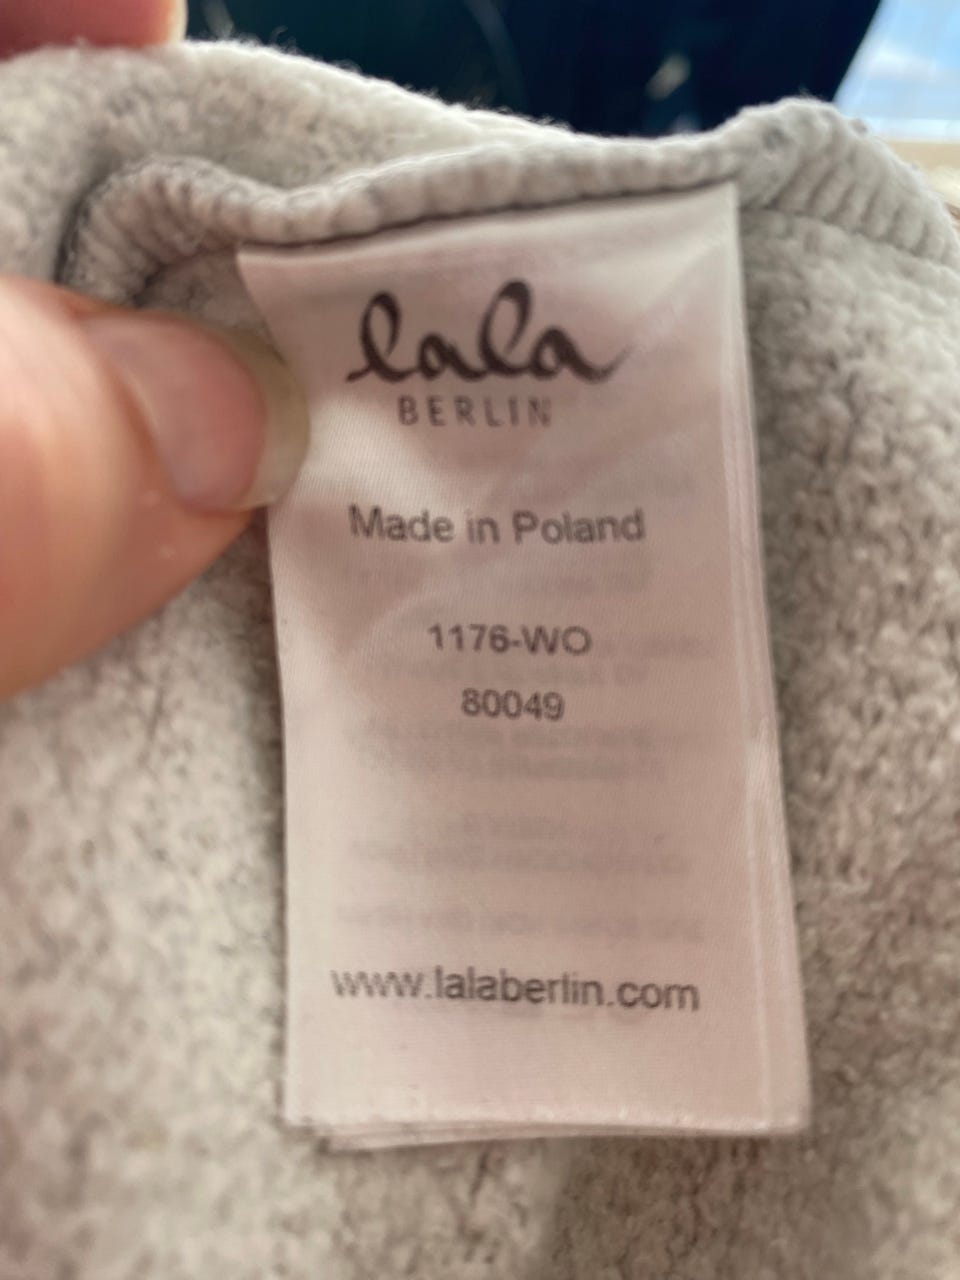 lala
BERLIN
Made in Poland
1176-WO
80049
www.lalaberlin.com